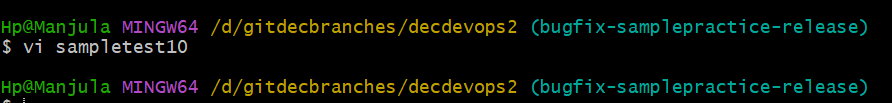 Hp@Manjula MINGW64 /d/gitdecbranches/decdevops2 (bugfix-samplepractice-release)
$ vi sampletest10
Hp@Manjula MINGW64 /d/gitdecbranches/decdevops2 (bugfix-samplepractice-release)
$